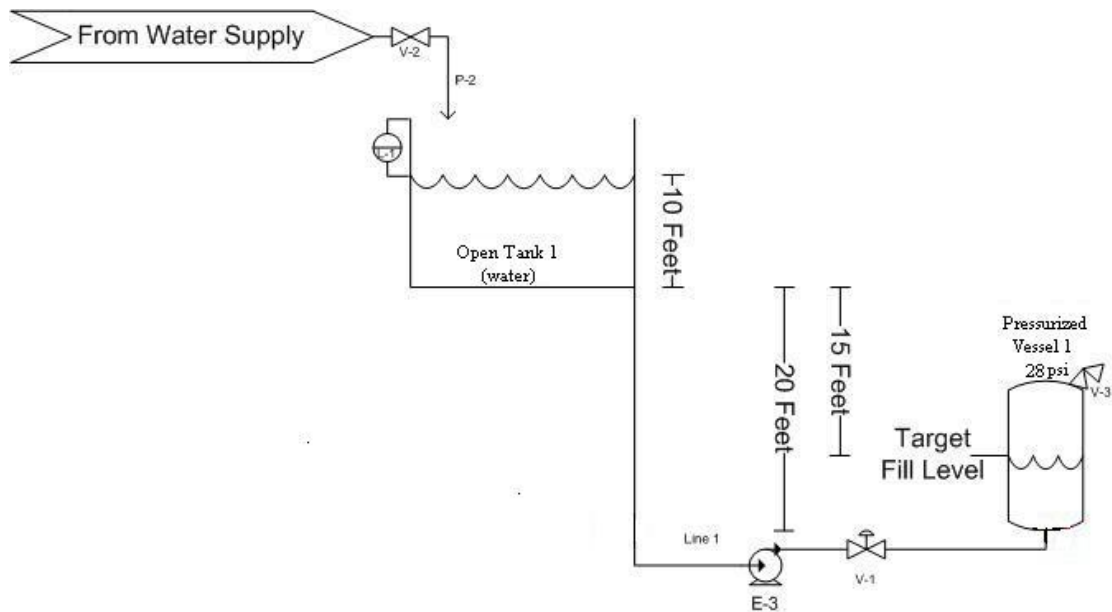 From Water Supply
V-2
P-2
L-1
10 Feet
Open Tank 1
(water)
20 Feet
15 Feet
Pressurized
Vessel 1
28 psi
V-3
Target
Fill Level
Line 1
V-1
E-3